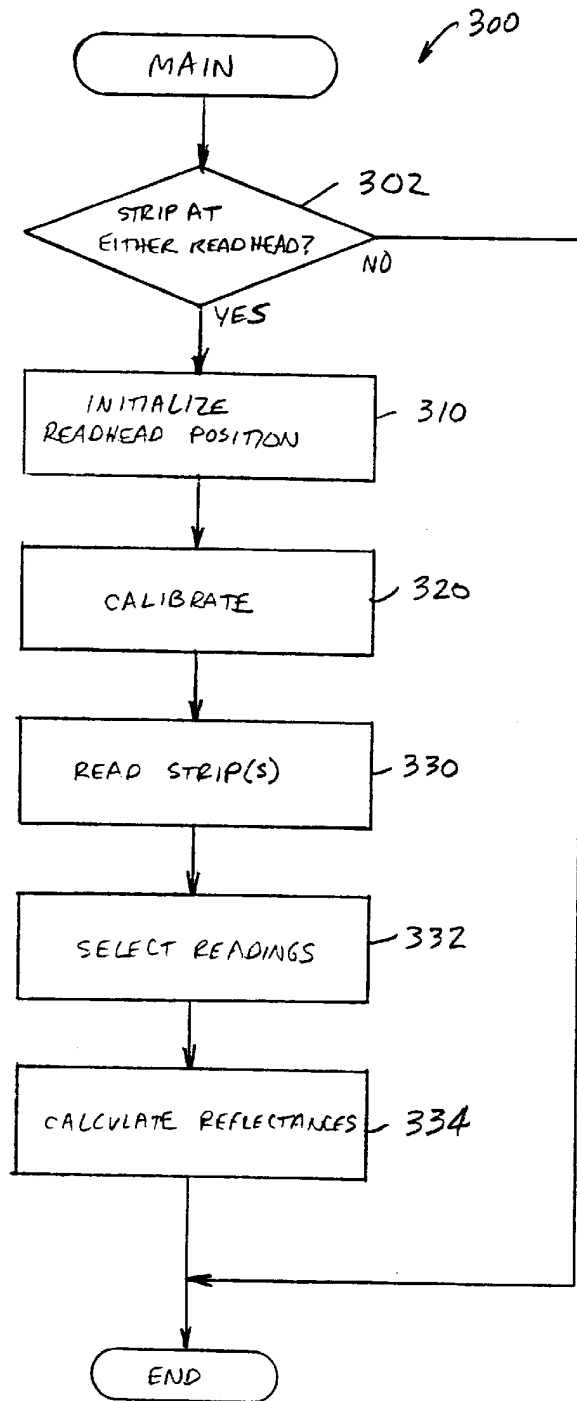 300
MAIN
302
STRIP AT
EITHER READHEAD?
NO
YES
INITIALIZE
READHEAD POSITION
310
CALIBRATE
320
READ STRIP(S)
330
SELECT READINGS
332
CALCULATE REFLECTANCES
334
END